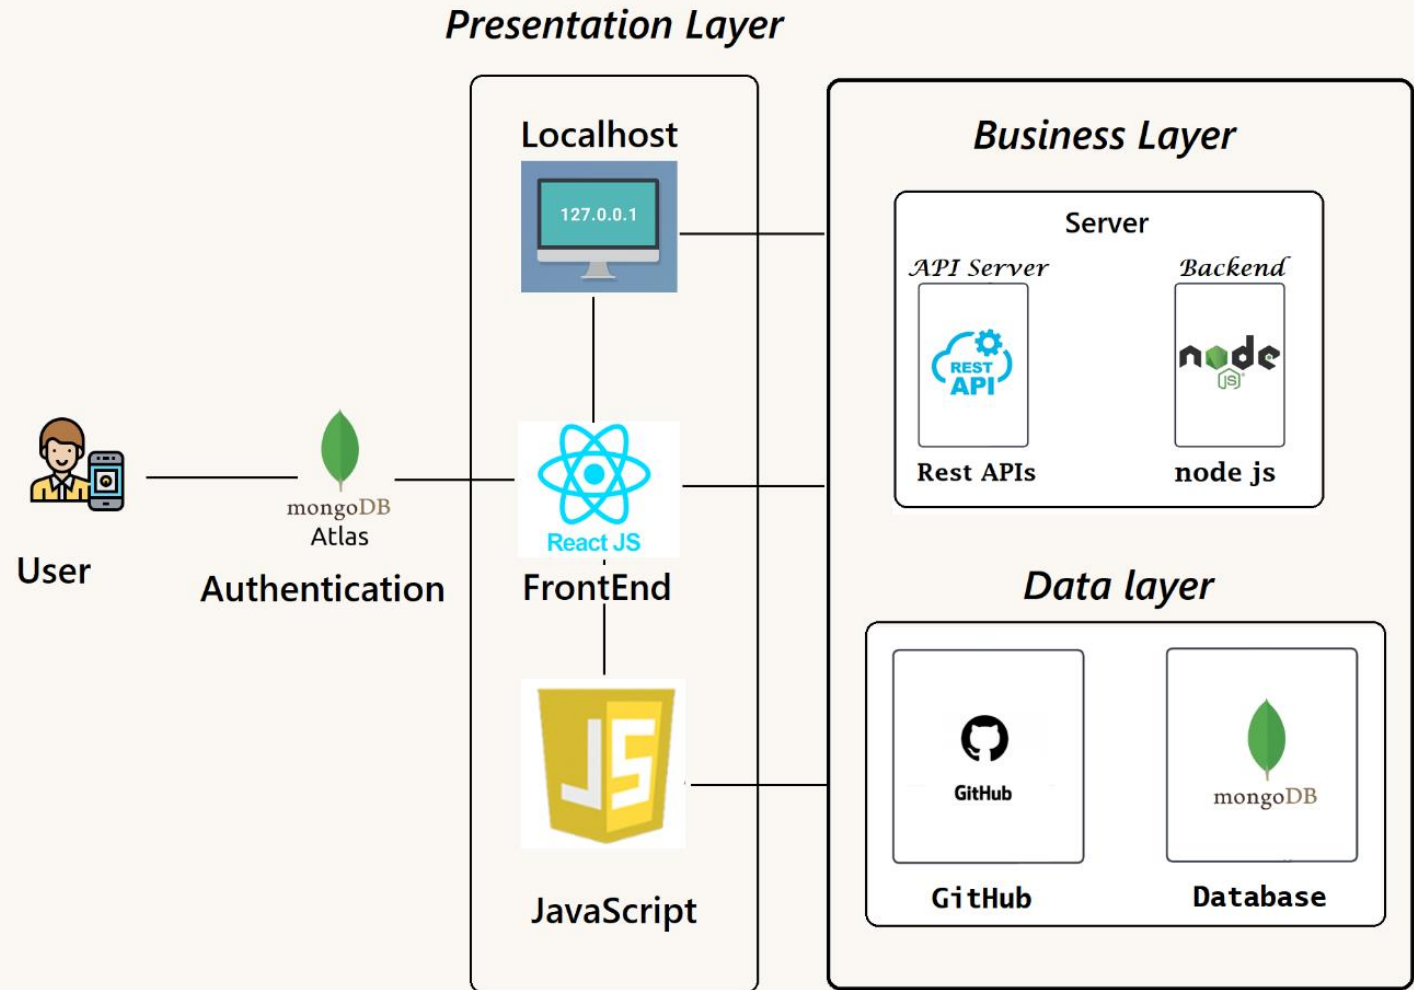 Presentation Layer
Localhost
127.0.0.1
Business Layer
Server
API Server
Backend
REST
API
node
JS
Rest APIs
node js
User
mongoDB
Atlas
Authentication
React JS
FrontEnd
JS
JavaScript
Data layer
GitHub
mongoDB
GitHub
Database